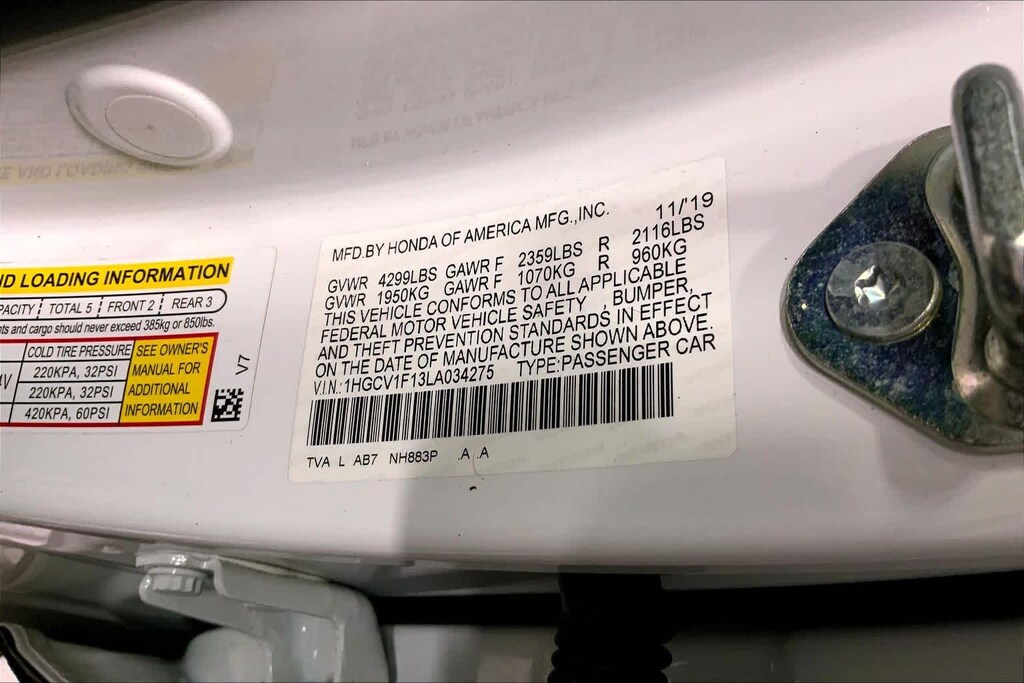 ND LOADING INFORMATION
PACITY TOTAL 5 FRONT 2 REAR 3
nts and cargo should never exceed 385kg or 850lbs.
COLD TIRE PRESSURE
220KPA, 32PSI
220KPA, 32PSI
420KPA, 60PSI
SEE OWNER'S
MANUAL FOR
ADDITIONAL
INFORMATION
V7
MFD.BY HONDA OF AMERICA MFG.,INC. 11/'19
GVWR 4299LBS GAWR F 2359LBS R 2116LBS
GVWR 1950KG GAWR F 1070KG R 960KG
THIS VEHICLE CONFORMS TO ALL APPLICABLE
FEDERAL MOTOR VEHICLE SAFETY , BUMPER,
AND THEFT PREVENTION STANDARDS IN EFFECT
ON THE DATE OF MANUFACTURE SHOWN ABOVE.
V.I.N.:1HGCV1F13LA034275 TYPE:PASSENGER CAR
TVA L AB7 NH883P .A .A